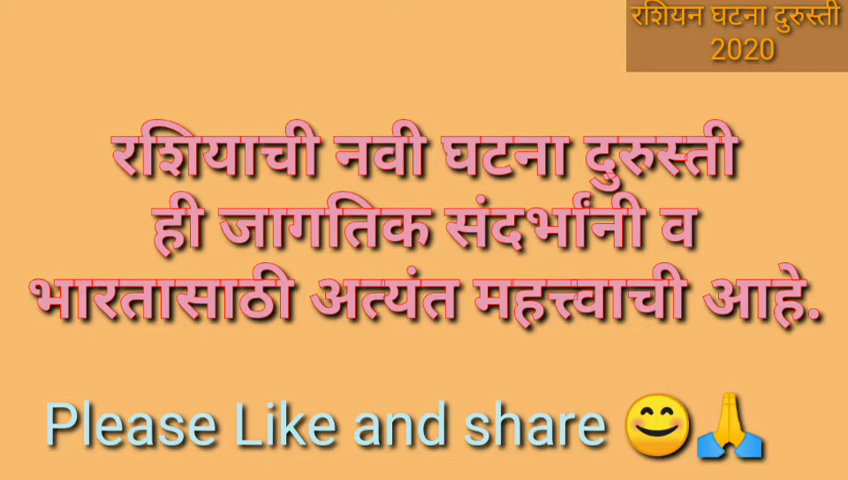 रशियन घटना दुरुस्ती
2020
रशियाची नवी घटना दुरुस्ती
ही जागतिक संदर्भांनी व
भारतासाठी अत्यंत महत्त्वाची आहे.
Please Like and share 😊🙏